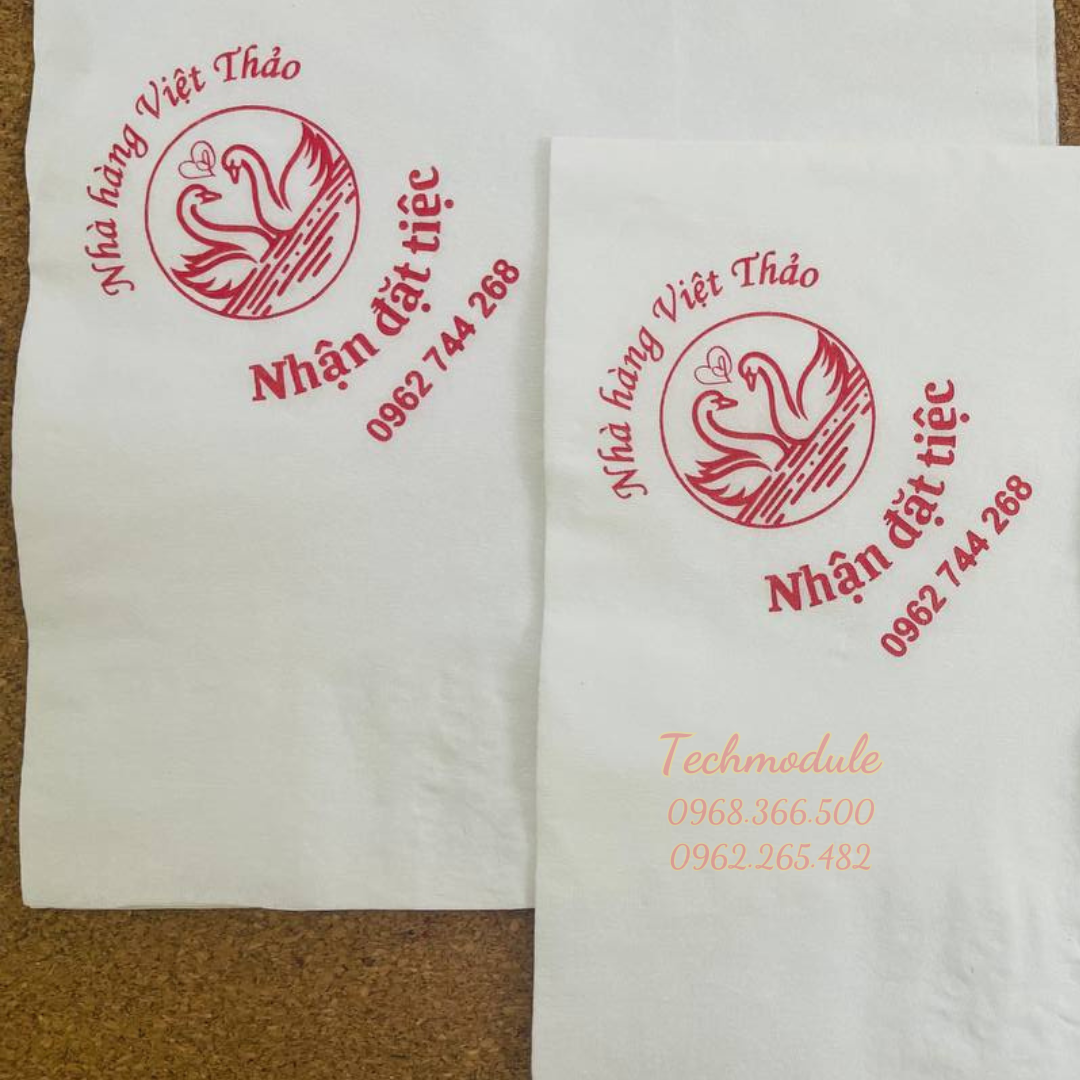 Nhà hàng Việt Thảo
Nhận đặt tiệc
0962 744 268
Nhà hàng Việt Thảo
Nhận đặt tiệc
0962 744 268
Techmodule
0968.366.500
0962.265.482